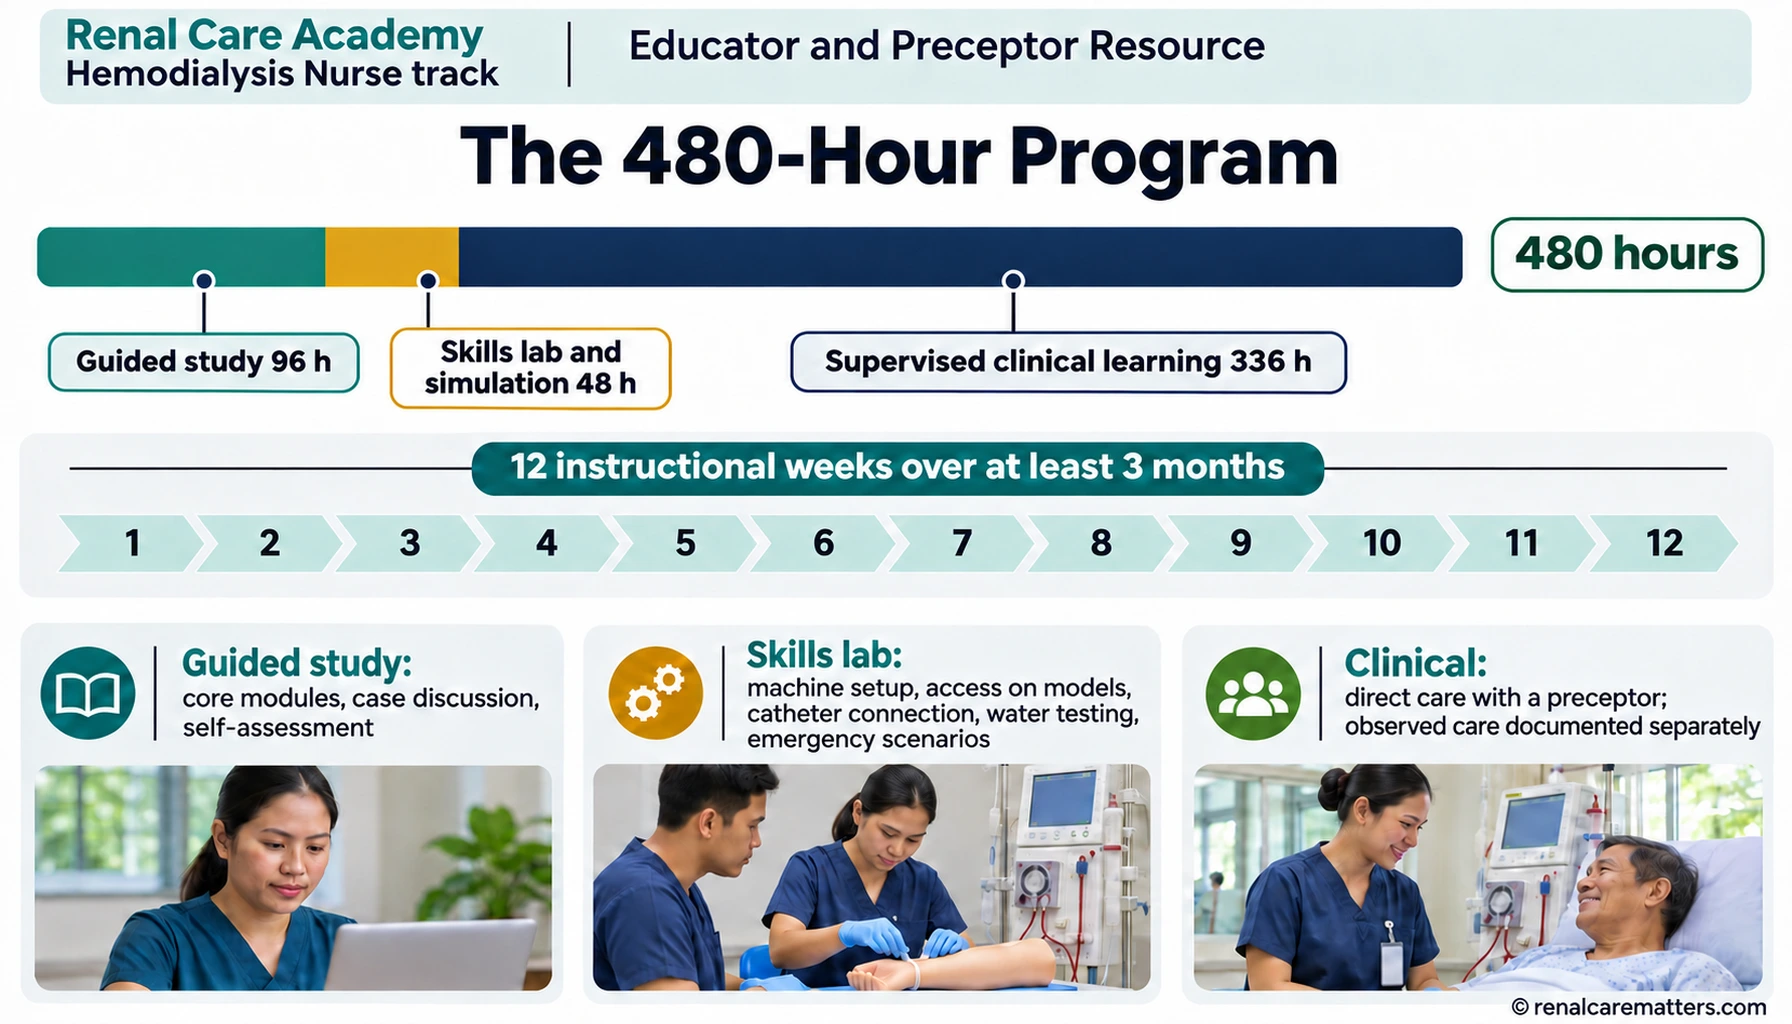 Renal Care Academy
Hemodialysis Nurse track
Educator and Preceptor Resource
The 480-Hour Program
480 hours
Guided study 96 h
Skills lab and
simulation 48 h
Supervised clinical learning 336 h
12 instructional weeks over at least 3 months
1 2 3 4 5 6 7 8 9 10 11 12
Guided study:
core modules, case discussion,
self-assessment
Skills lab:
machine setup, access on models,
catheter connection, water testing,
emergency scenarios
Clinical:
direct care with a preceptor;
observed care documented separately
© renalcarematters.com